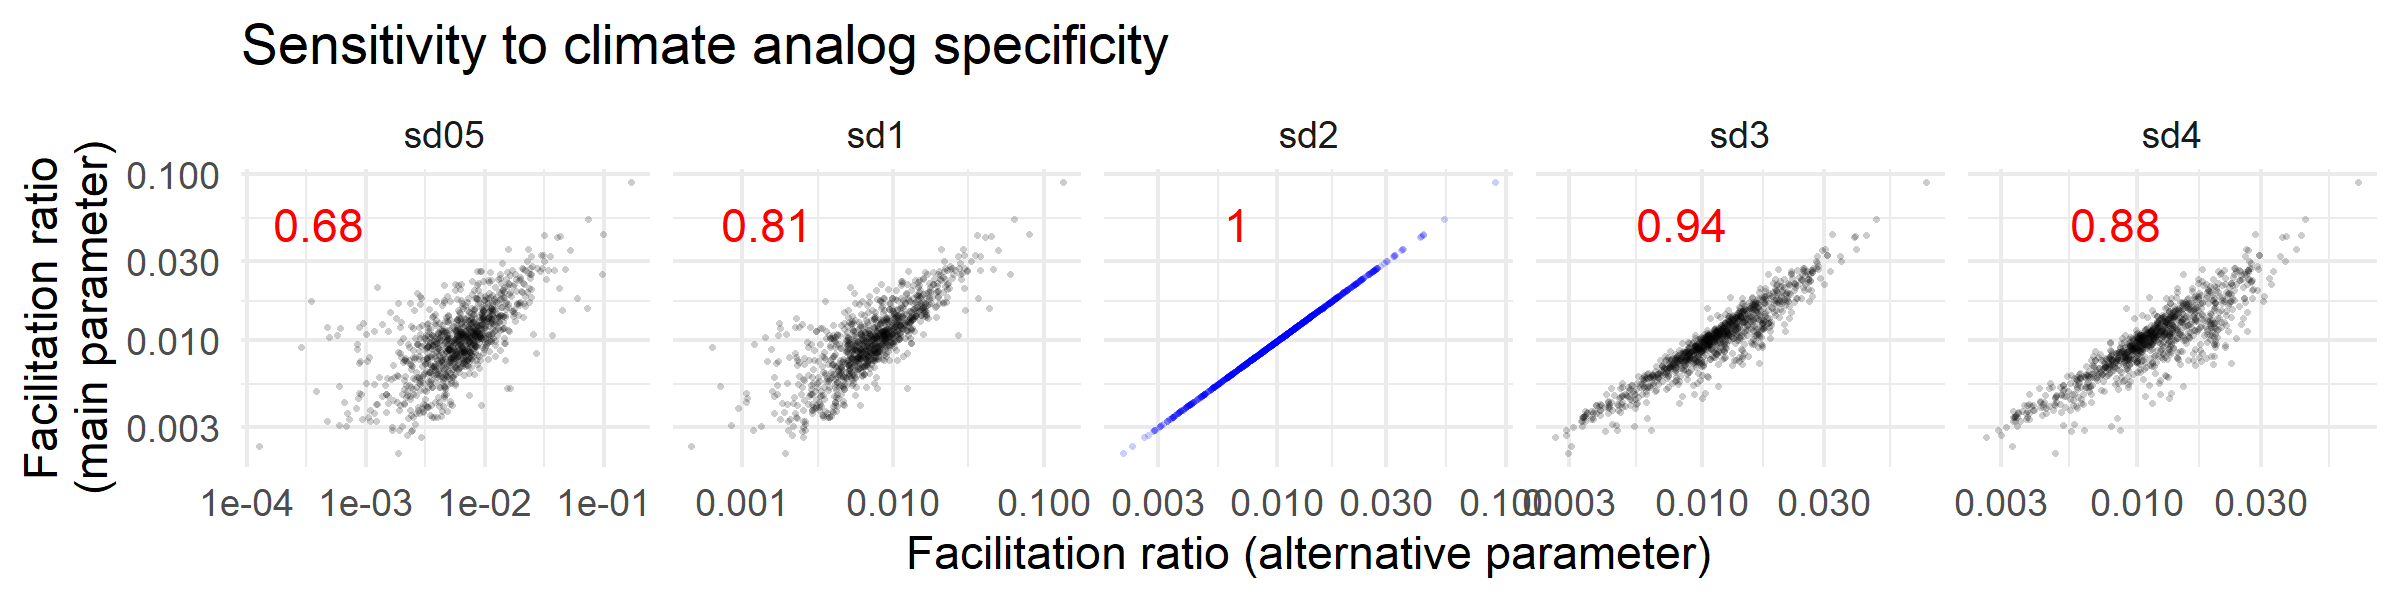 Sensitivity to climate analog specificity
sd05 sd1 sd2 sd3 sd4
Facilitation ratio
(main parameter)
0.100
0.030
0.010
0.003
0.68 0.81 1 0.94 0.88
1e-04 1e-03 1e-02 1e-01 0.001 0.010 0.100 0.003 0.010 0.030 0.100 0.003 0.010 0.030 0.003 0.010 0.030
Facilitation ratio (alternative parameter)